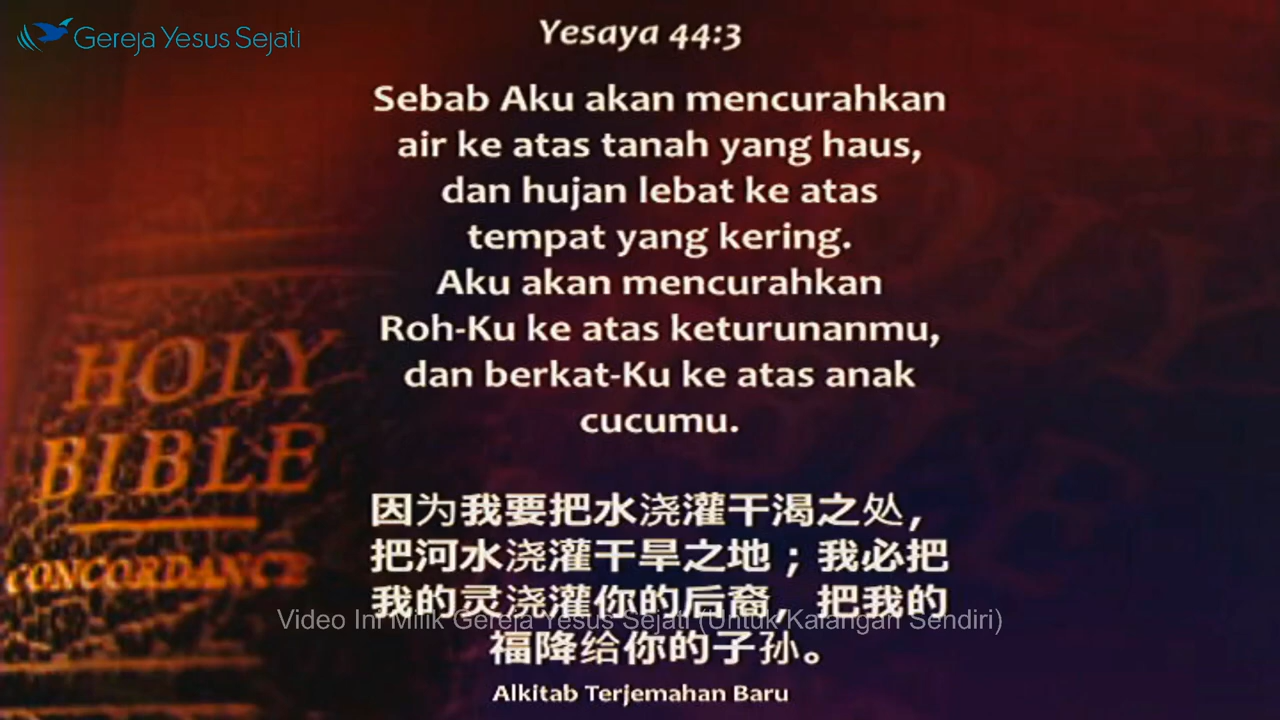 Gereja Yesus Sejati
Yesaya 44:3
Sebab Aku akan mencurahkan
air ke atas tanah yang haus,
dan hujan lebat ke atas
tempat yang kering.
Aku akan mencurahkan
Roh-Ku ke atas keturunanmu,
dan berkat-Ku ke atas anak
cucumu.
HOLY
BIBLE
CONCORDANCE
因为我要把水浇灌干渴之处，
把河水浇灌干旱之地；我必把
我的灵浇灌你的后裔，把我的
Video Ini Milik Gereja Yesus Sejati (Untuk Kalangan Sendiri)
福降给你的子孙。
Alkitab Terjemahan Baru